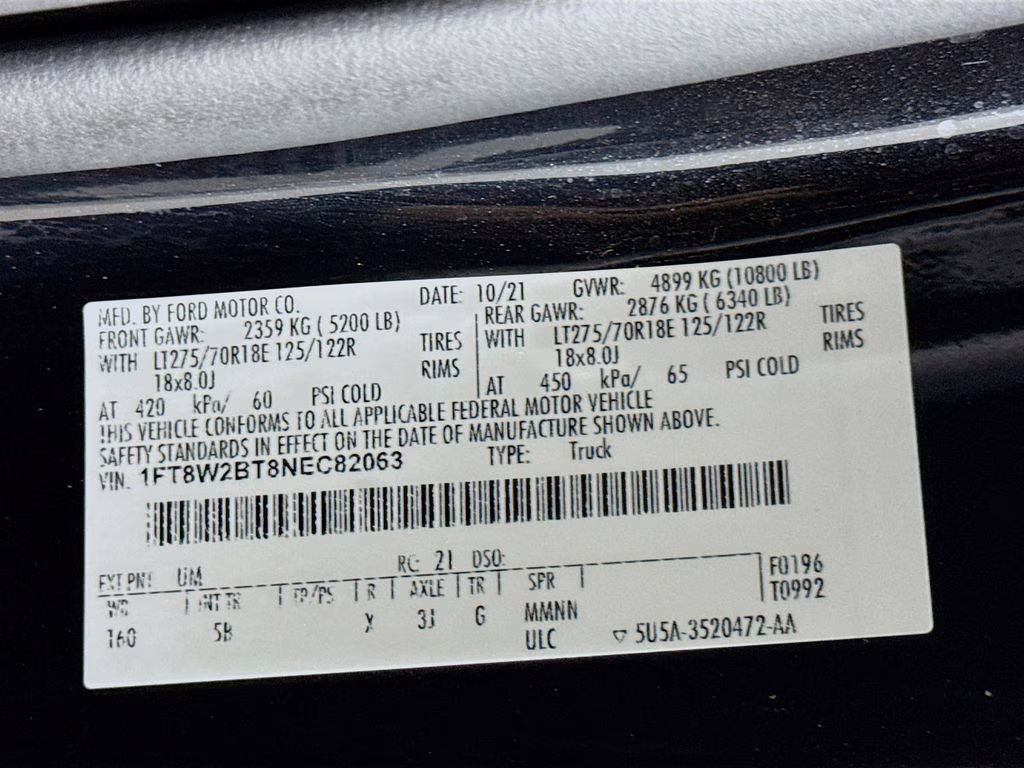 MFD. BY FORD MOTOR CO. DATE: 10/21 GVWR: 4899 KG (10800 LB)
FRONT GAWR: 2359 KG ( 5200 LB) REAR GAWR: 2876 KG ( 6340 LB)
WITH LT275/70R18E 125/122R TIRES WITH LT275/70R18E 125/122R TIRES
18x8.0J RIMS 18x8.0J RIMS
AT 420 kPa/ 60 PSI COLD AT 450 kPa/ 65 PSI COLD
THIS VEHICLE CONFORMS TO ALL APPLICABLE FEDERAL MOTOR VEHICLE
SAFETY STANDARDS IN EFFECT ON THE DATE OF MANUFACTURE SHOWN ABOVE.
VIN: 1FT8W2BT8NEC82063 TYPE: Truck
EXT PNT: UM RC: 21 DSO: F0196
WB INT TR TP/PS R AXLE TR SPR T0992
160 5B X 3J G MMNN
ULC ▽ 5U5A-3520472-AA